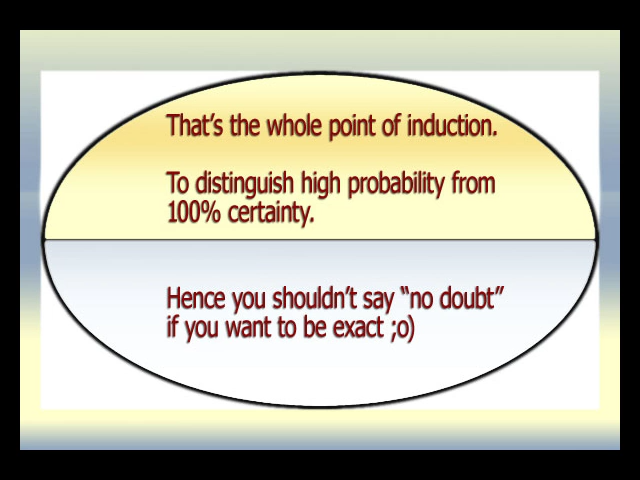 That's the whole point of induction.
To distinguish high probability from
100% certainty.
Hence you shouldn't say “no doubt”
if you want to be exact ;o)